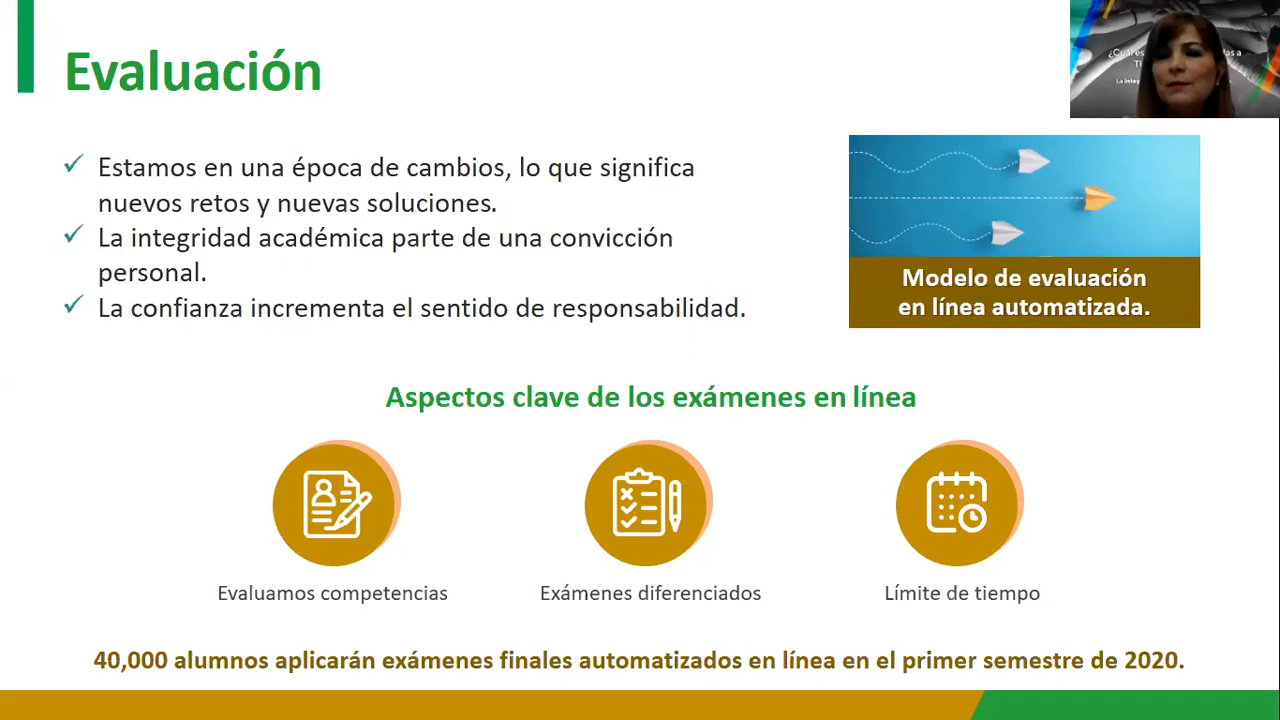 Evaluación
¿Cuál es
Estamos en una época de cambios, lo que significa
nuevos retos y nuevas soluciones.
La integridad académica parte de una convicción
personal.
La confianza incrementa el sentido de responsabilidad.
Modelo de evaluación
en línea automatizada.
Aspectos clave de los exámenes en línea
Evaluamos competencias
Exámenes diferenciados
Límite de tiempo
40,000 alumnos aplicarán exámenes finales automatizados en línea en el primer semestre de 2020.